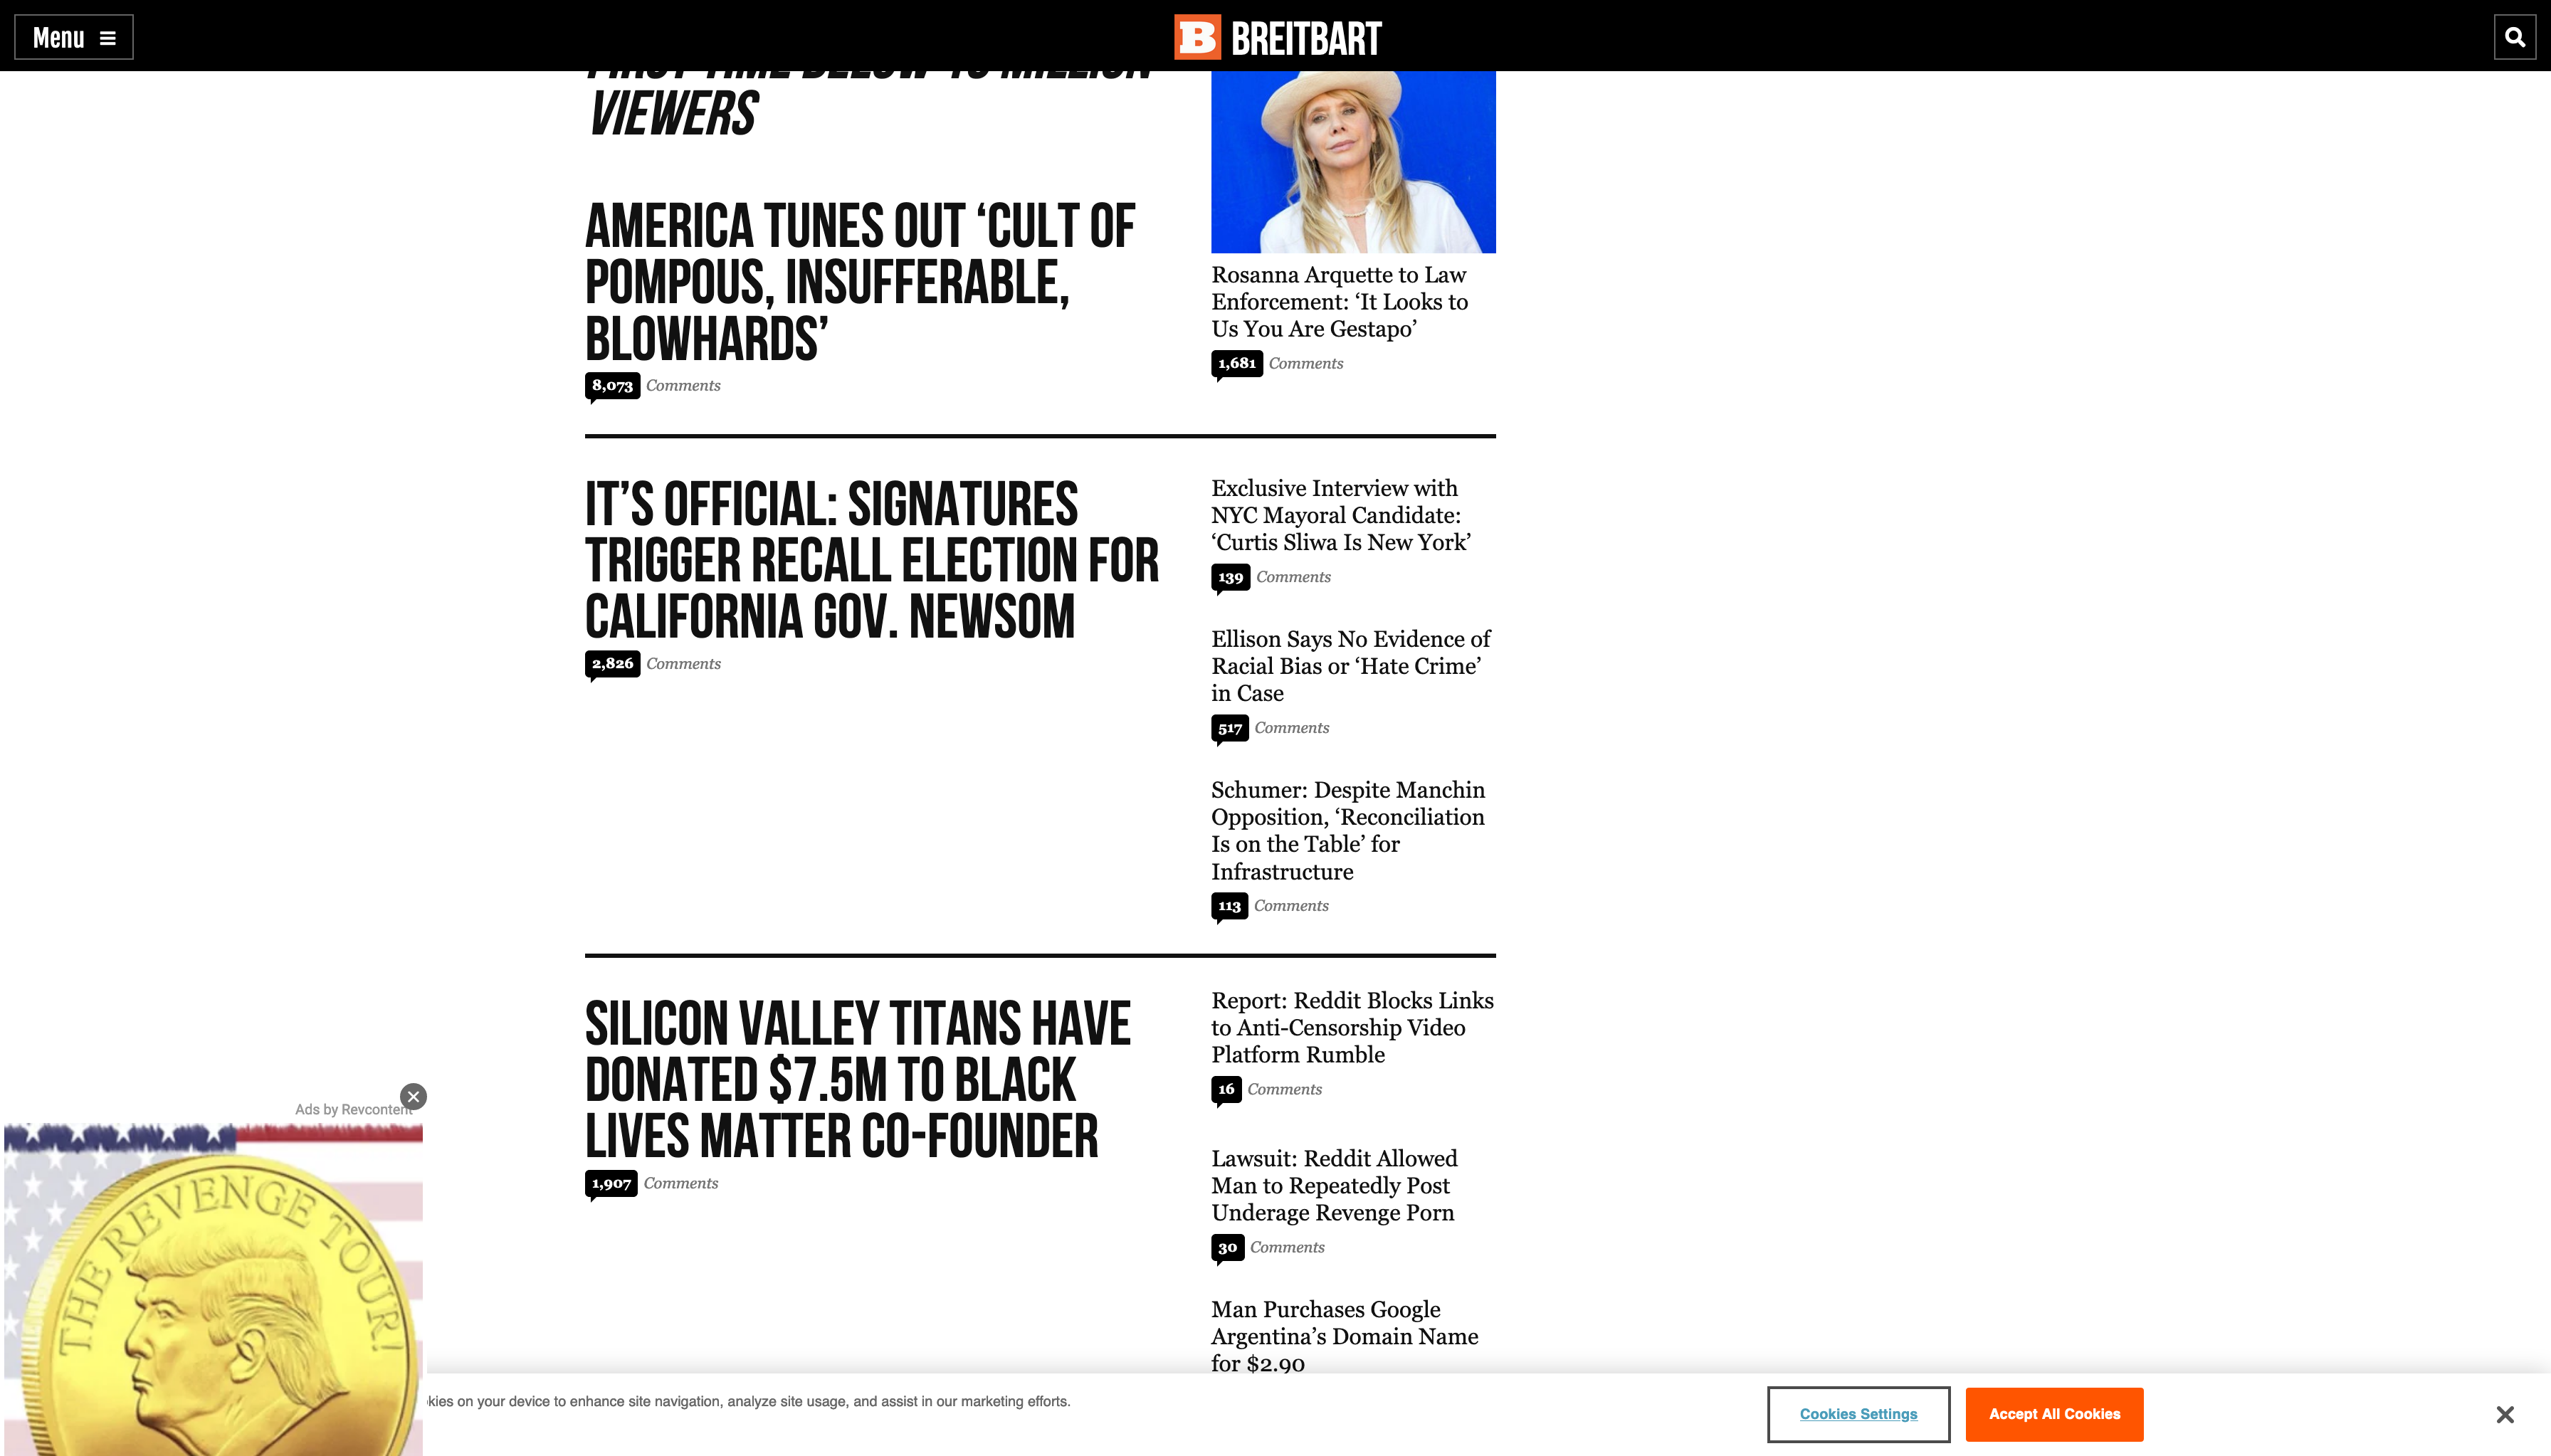 Menu
BREITBART
FIRST TIME BELOW 10 MILLION
VIEWERS
AMERICA TUNES OUT ‘CULT OF
POMPOUS, INSUFFERABLE,
BLOWHARDS’
8,073 Comments
Rosanna Arquette to Law
Enforcement: ‘It Looks to
Us You Are Gestapo’
1,681 Comments
IT’S OFFICIAL: SIGNATURES
TRIGGER RECALL ELECTION FOR
CALIFORNIA GOV. NEWSOM
2,826 Comments
Exclusive Interview with
NYC Mayoral Candidate:
‘Curtis Sliwa Is New York’
139 Comments
Ellison Says No Evidence of
Racial Bias or ‘Hate Crime’
in Case
517 Comments
Schumer: Despite Manchin
Opposition, ‘Reconciliation
Is on the Table’ for
Infrastructure
113 Comments
SILICON VALLEY TITANS HAVE
DONATED $7.5M TO BLACK
LIVES MATTER CO-FOUNDER
1,907 Comments
Report: Reddit Blocks Links
to Anti-Censorship Video
Platform Rumble
16 Comments
Lawsuit: Reddit Allowed
Man to Repeatedly Post
Underage Revenge Porn
30 Comments
Man Purchases Google
Argentina’s Domain Name
for $2.90
Ads by Revcontent
THE REVENGE TOUR!
kies on your device to enhance site navigation, analyze site usage, and assist in our marketing efforts.
Cookies Settings
Accept All Cookies